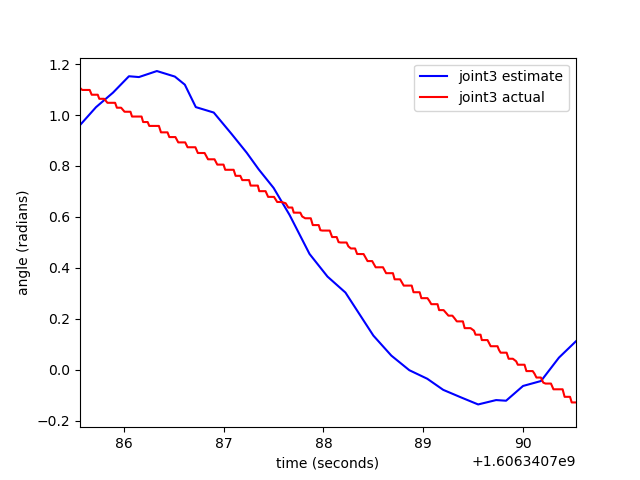 joint3 estimate
joint3 actual
angle (radians)
1.2
1.0
0.8
0.6
0.4
0.2
0.0
−0.2
86 87 88 89 90
time (seconds)
+1.6063407e9